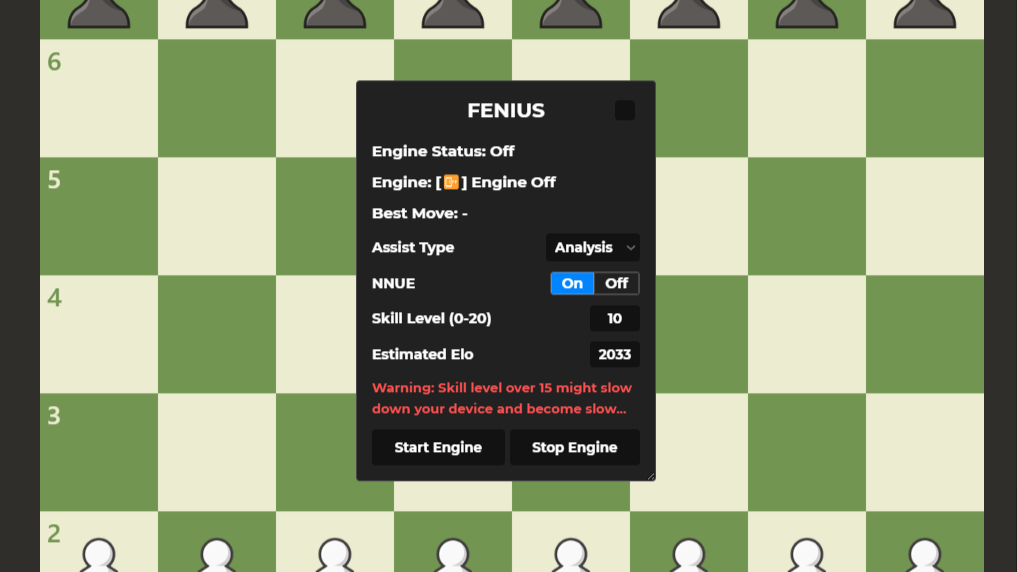 6
FENIUS
Engine Status: Off
5
Engine: [ ] Engine Off
Best Move: -
Assist Type Analysis
NNUE On Off
4
Skill Level (0-20) 10
Estimated Elo 2033
Warning: Skill level over 15 might slow
down your device and become slow...
3
Start Engine Stop Engine
2